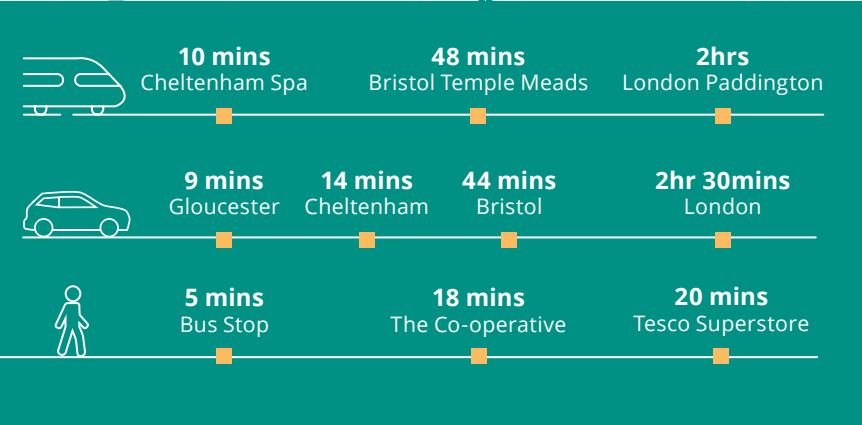 10 mins
Cheltenham Spa
48 mins
Bristol Temple Meads
2hrs
London Paddington
9 mins
Gloucester
14 mins
Cheltenham
44 mins
Bristol
2hr 30mins
London
5 mins
Bus Stop
18 mins
The Co-operative
20 mins
Tesco Superstore